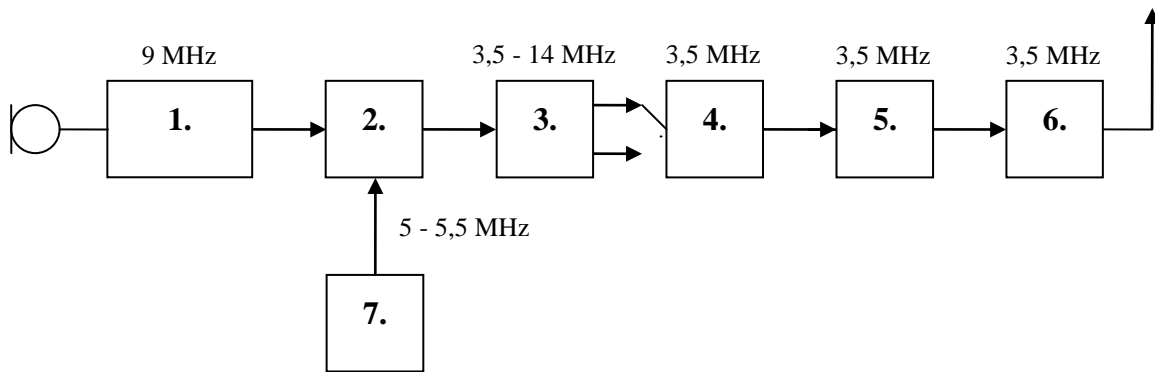 9 MHz
3,5 - 14 MHz
3,5 MHz
3,5 MHz
3,5 MHz
1.
2.
3.
4.
5.
6.
5 - 5,5 MHz
7.